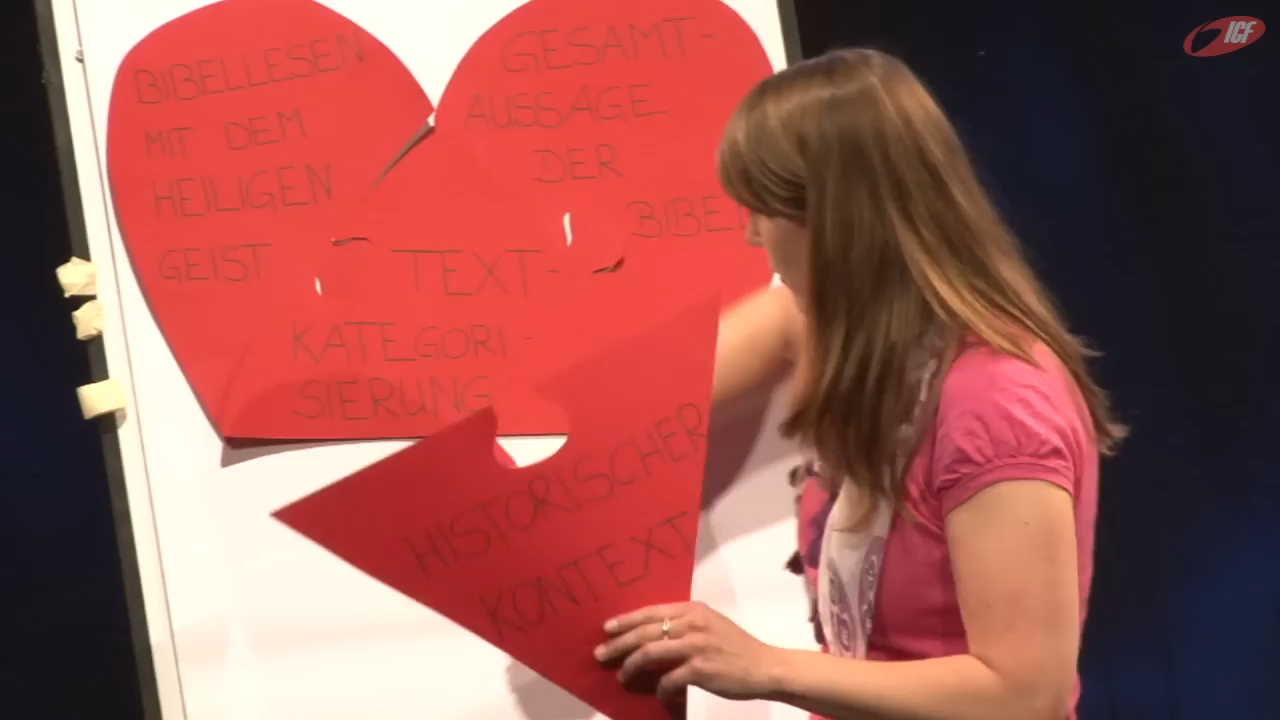 BIBELLESEN
MIT DEM
HEILIGEN
GEIST
GESAMT-
AUSSAGE
DER
BIBEL
TEXT-
KATEGORI-
SIERUNG
HISTORISCHER
KONTEXT
ICF